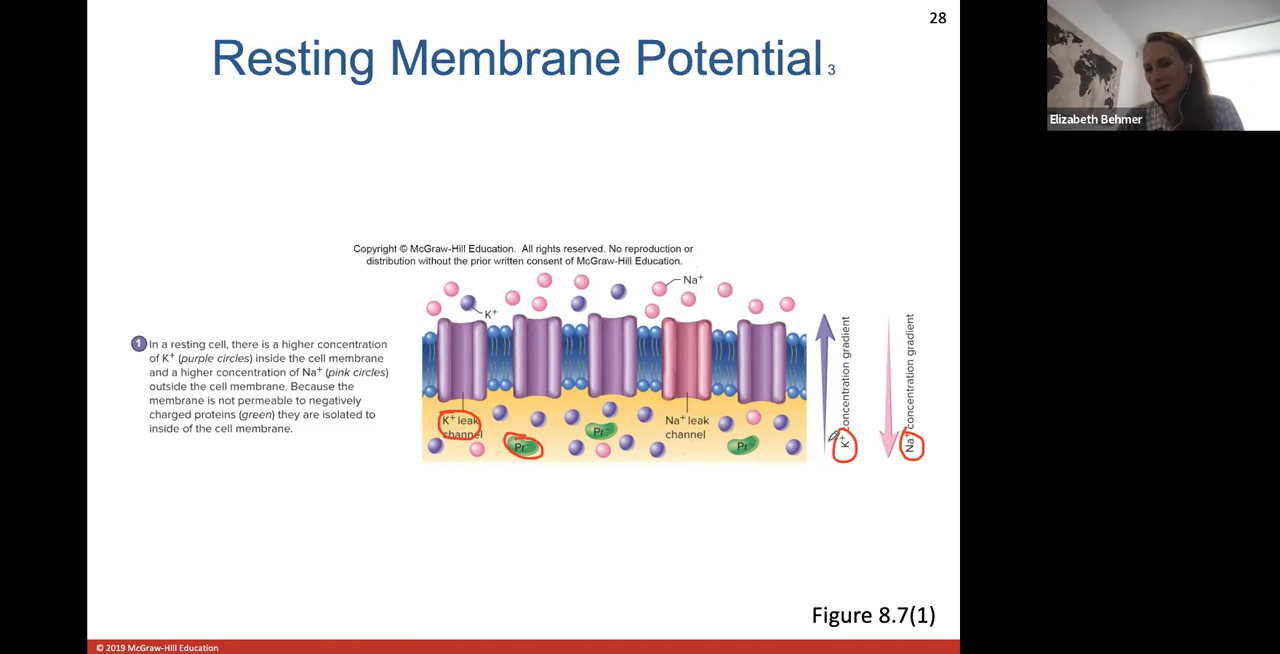 28
Resting Membrane Potential 3
Elizabeth Behmer
Copyright © McGraw-Hill Education. All rights reserved. No reproduction or
distribution without the prior written consent of McGraw-Hill Education.
Na⁺
K⁺
1 In a resting cell, there is a higher concentration
of K⁺ (purple circles) inside the cell membrane
and a higher concentration of Na⁺ (pink circles)
outside the cell membrane. Because the
membrane is not permeable to negatively
charged proteins (green) they are isolated to
inside of the cell membrane.
K⁺ leak
channel
Na⁺ leak
channel
Pr⁻
Pr⁻
Pr⁻
K⁺ concentration gradient
Na⁺ concentration gradient
Figure 8.7(1)
© 2019 McGraw-Hill Education